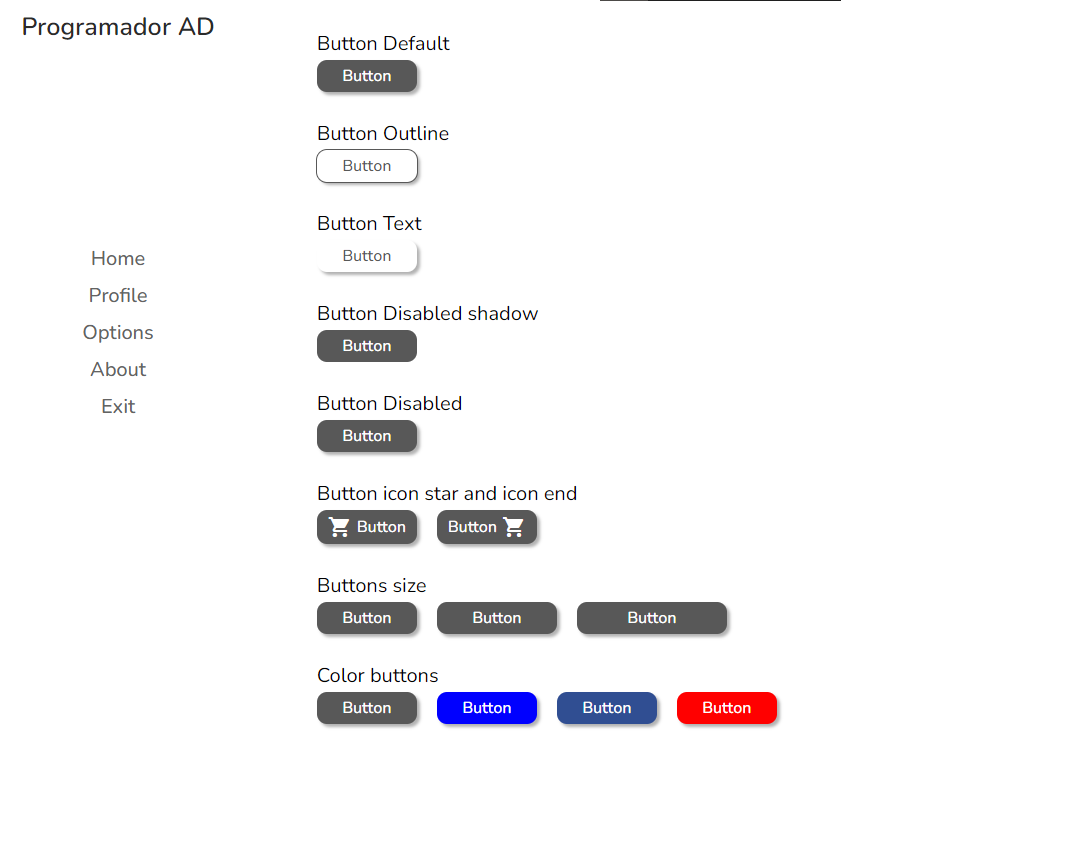 Programador AD
Home
Profile
Options
About
Exit
Button Default
Button
Button Outline
Button
Button Text
Button
Button Disabled shadow
Button
Button Disabled
Button
Button icon star and icon end
Button Button
Buttons size
Button Button Button
Color buttons
Button Button Button Button